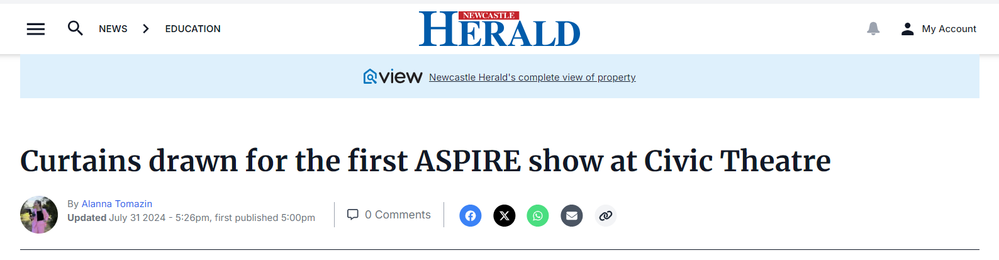 NEWS
EDUCATION
NEWCASTLE
HERALD
My Account
view Newcastle Herald's complete view of property
Curtains drawn for the first ASPIRE show at Civic Theatre
By Alanna Tomazin
Updated July 31 2024 - 5:26pm, first published 5:00pm
0 Comments